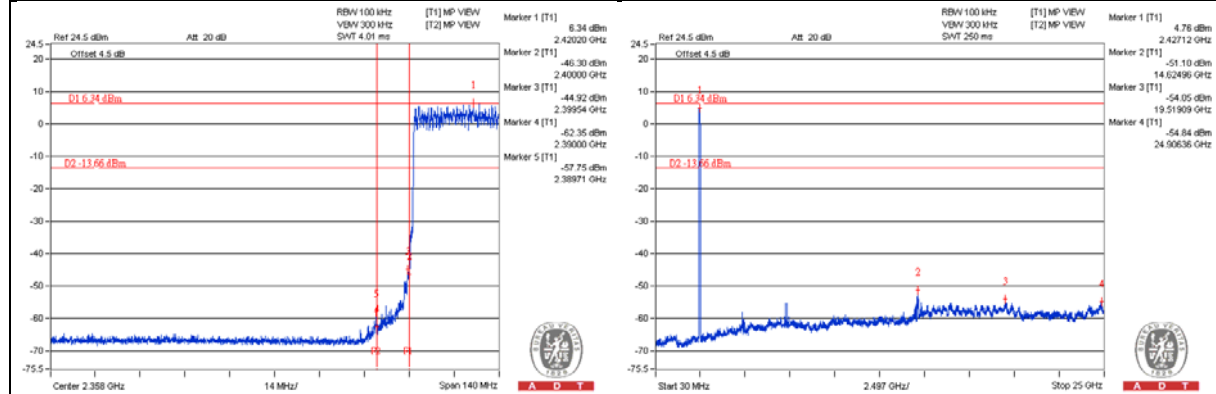 RBW 100 kHz [T1] MP VIEW
VBW 300 kHz [T2] MP VIEW
Ref 24.5 dBm Att 20 dB SWT 4.01 ms
Marker 1 [T1]
6.34 dBm
2.42020 GHz
Marker 2 [T1]
-46.30 dBm
2.40000 GHz
Marker 3 [T1]
-44.92 dBm
2.39954 GHz
Marker 4 [T1]
-62.35 dBm
2.39000 GHz
Marker 5 [T1]
-57.75 dBm
2.38971 GHz
24.5
Offset 4.5 dB
20
10
D1 6.34 dBm
1
0
-10
D2 -13.66 dBm
-20
-30
-40
-50
5
-60
-70
-75.5
Center 2.358 GHz 14 MHz/ Span 140 MHz
BUREAU VERITAS
1828
A D T
RBW 100 kHz [T1] MP VIEW
VBW 300 kHz [T2] MP VIEW
Ref 24.5 dBm Att 20 dB SWT 250 ms
Marker 1 [T1]
4.76 dBm
2.42712 GHz
Marker 2 [T1]
-51.10 dBm
14.62496 GHz
Marker 3 [T1]
-54.05 dBm
19.51909 GHz
Marker 4 [T1]
-54.84 dBm
24.90636 GHz
24.5
Offset 4.5 dB
20
10
1
D1 6.34 dBm
0
-10
D2 -13.66 dBm
-20
-30
-40
2
3
4
-50
-60
-70
-75.5
Start 30 MHz 2.497 GHz/ Stop 25 GHz
BUREAU VERITAS
1828
A D T